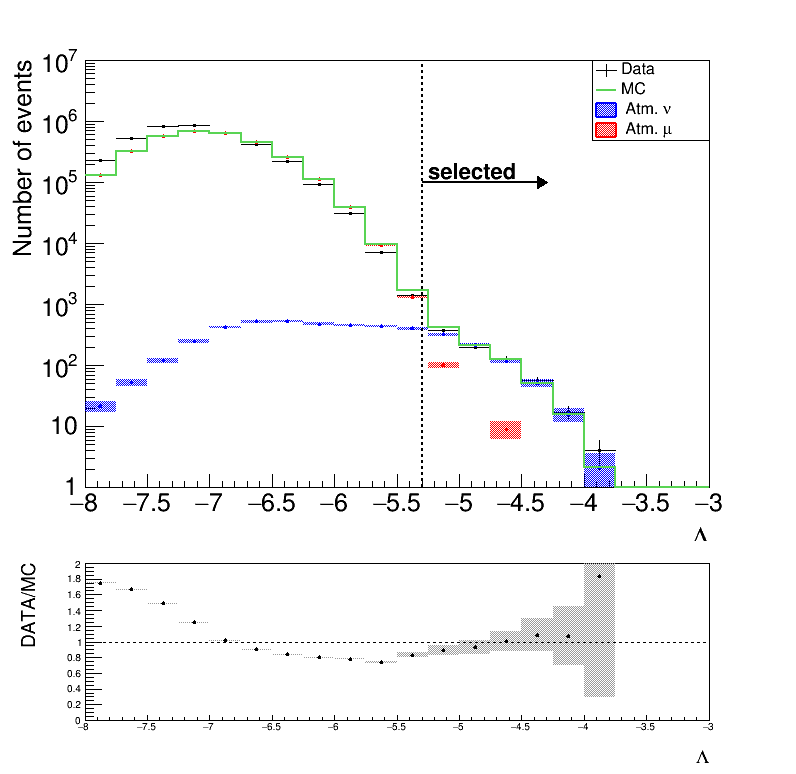 Number of events
10^7
10^6
10^5
10^4
10^3
10^2
10
1
Data
MC
Atm. ν
Atm. μ
selected
−8 −7.5 −7 −6.5 −6 −5.5 −5 −4.5 −4 −3.5 −3
Λ
DATA/MC
2
1.8
1.6
1.4
1.2
1
0.8
0.6
0.4
0.2
0
−8 −7.5 −7 −6.5 −6 −5.5 −5 −4.5 −4 −3.5 −3
Λ